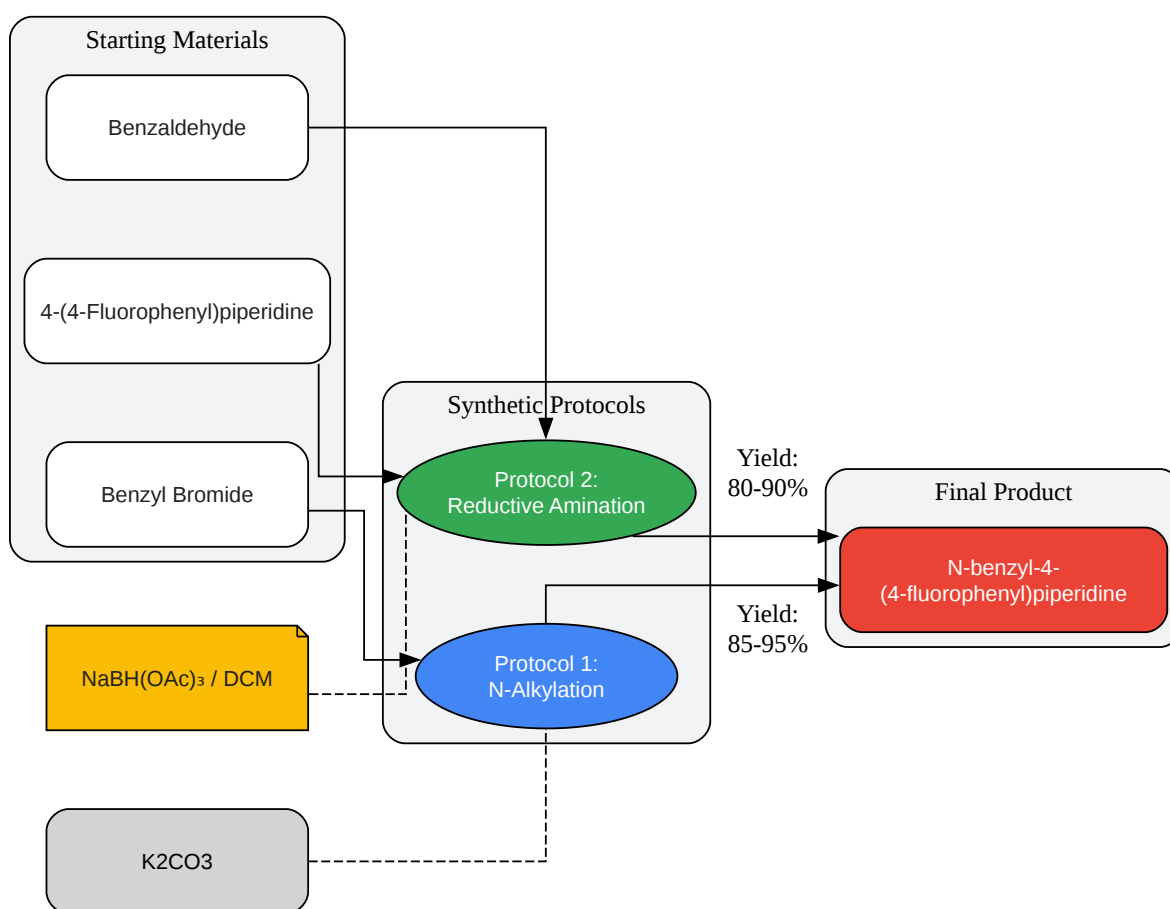 Starting Materials
Benzaldehyde
4-(4-Fluorophenyl)piperidine
Benzyl Bromide
NaBH(OAc)₃ / DCM
K2CO3
Synthetic Protocols
Protocol 2:
Reductive Amination
Protocol 1:
N-Alkylation
Yield:
80-90%
Yield:
85-95%
Final Product
N-benzyl-4-
(4-fluorophenyl)piperidine